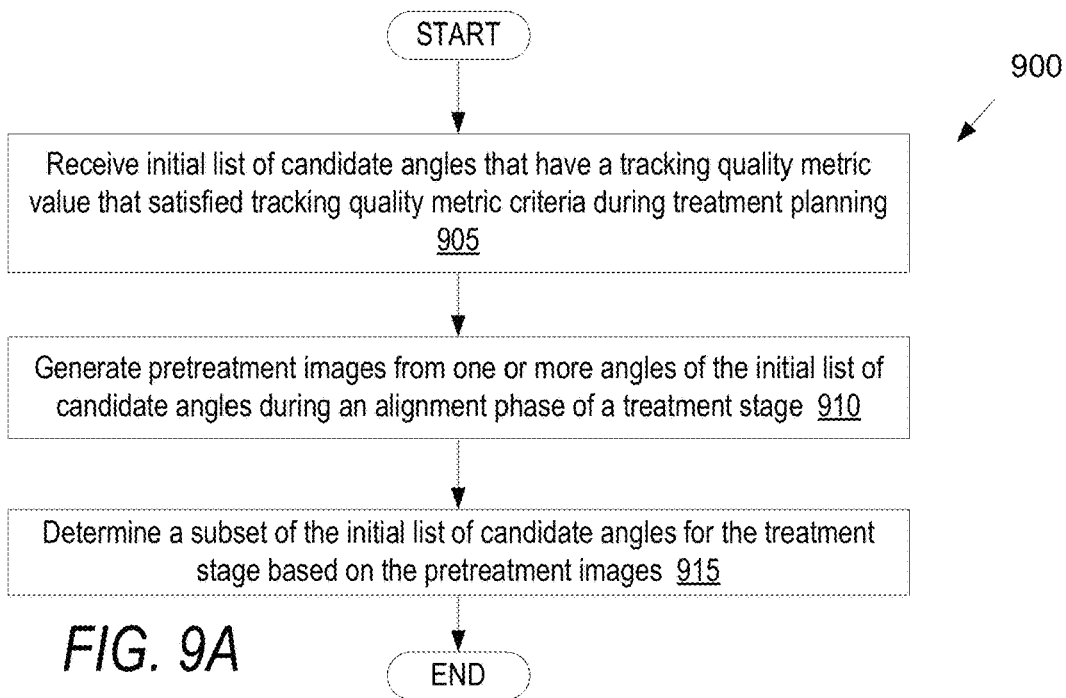 START
900
Receive initial list of candidate angles that have a tracking quality metric
value that satisfied tracking quality metric criteria during treatment planning
905
Generate pretreatment images from one or more angles of the initial list of
candidate angles during an alignment phase of a treatment stage 910
Determine a subset of the initial list of candidate angles for the treatment
stage based on the pretreatment images 915
FIG. 9A
END